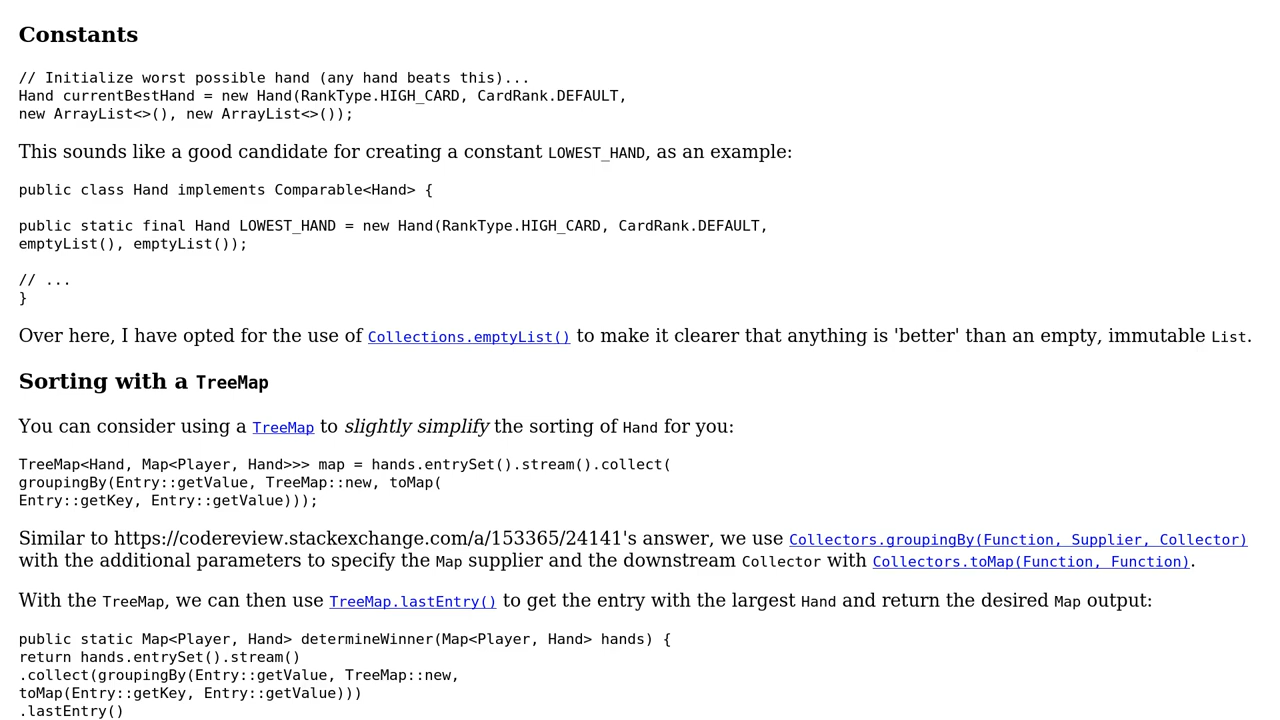 Constants
// Initialize worst possible hand (any hand beats this)...
Hand currentBestHand = new Hand(RankType.HIGH_CARD, CardRank.DEFAULT,
new ArrayList<>(), new ArrayList<>());
This sounds like a good candidate for creating a constant LOWEST_HAND, as an example:
public class Hand implements Comparable<Hand> {
public static final Hand LOWEST_HAND = new Hand(RankType.HIGH_CARD, CardRank.DEFAULT,
emptyList(), emptyList());
// ...
}
Over here, I have opted for the use of Collections.emptyList() to make it clearer that anything is 'better' than an empty, immutable List.
Sorting with a TreeMap
You can consider using a TreeMap to slightly simplify the sorting of Hand for you:
TreeMap<Hand, Map<Player, Hand>>> map = hands.entrySet().stream().collect(
groupingBy(Entry::getValue, TreeMap::new, toMap(
Entry::getKey, Entry::getValue)));
Similar to https://codereview.stackexchange.com/a/153365/24141's answer, we use Collectors.groupingBy(Function, Supplier, Collector)
with the additional parameters to specify the Map supplier and the downstream Collector with Collectors.toMap(Function, Function).
With the TreeMap, we can then use TreeMap.lastEntry() to get the entry with the largest Hand and return the desired Map output:
public static Map<Player, Hand> determineWinner(Map<Player, Hand> hands) {
return hands.entrySet().stream()
.collect(groupingBy(Entry::getValue, TreeMap::new,
toMap(Entry::getKey, Entry::getValue)))
.lastEntry()